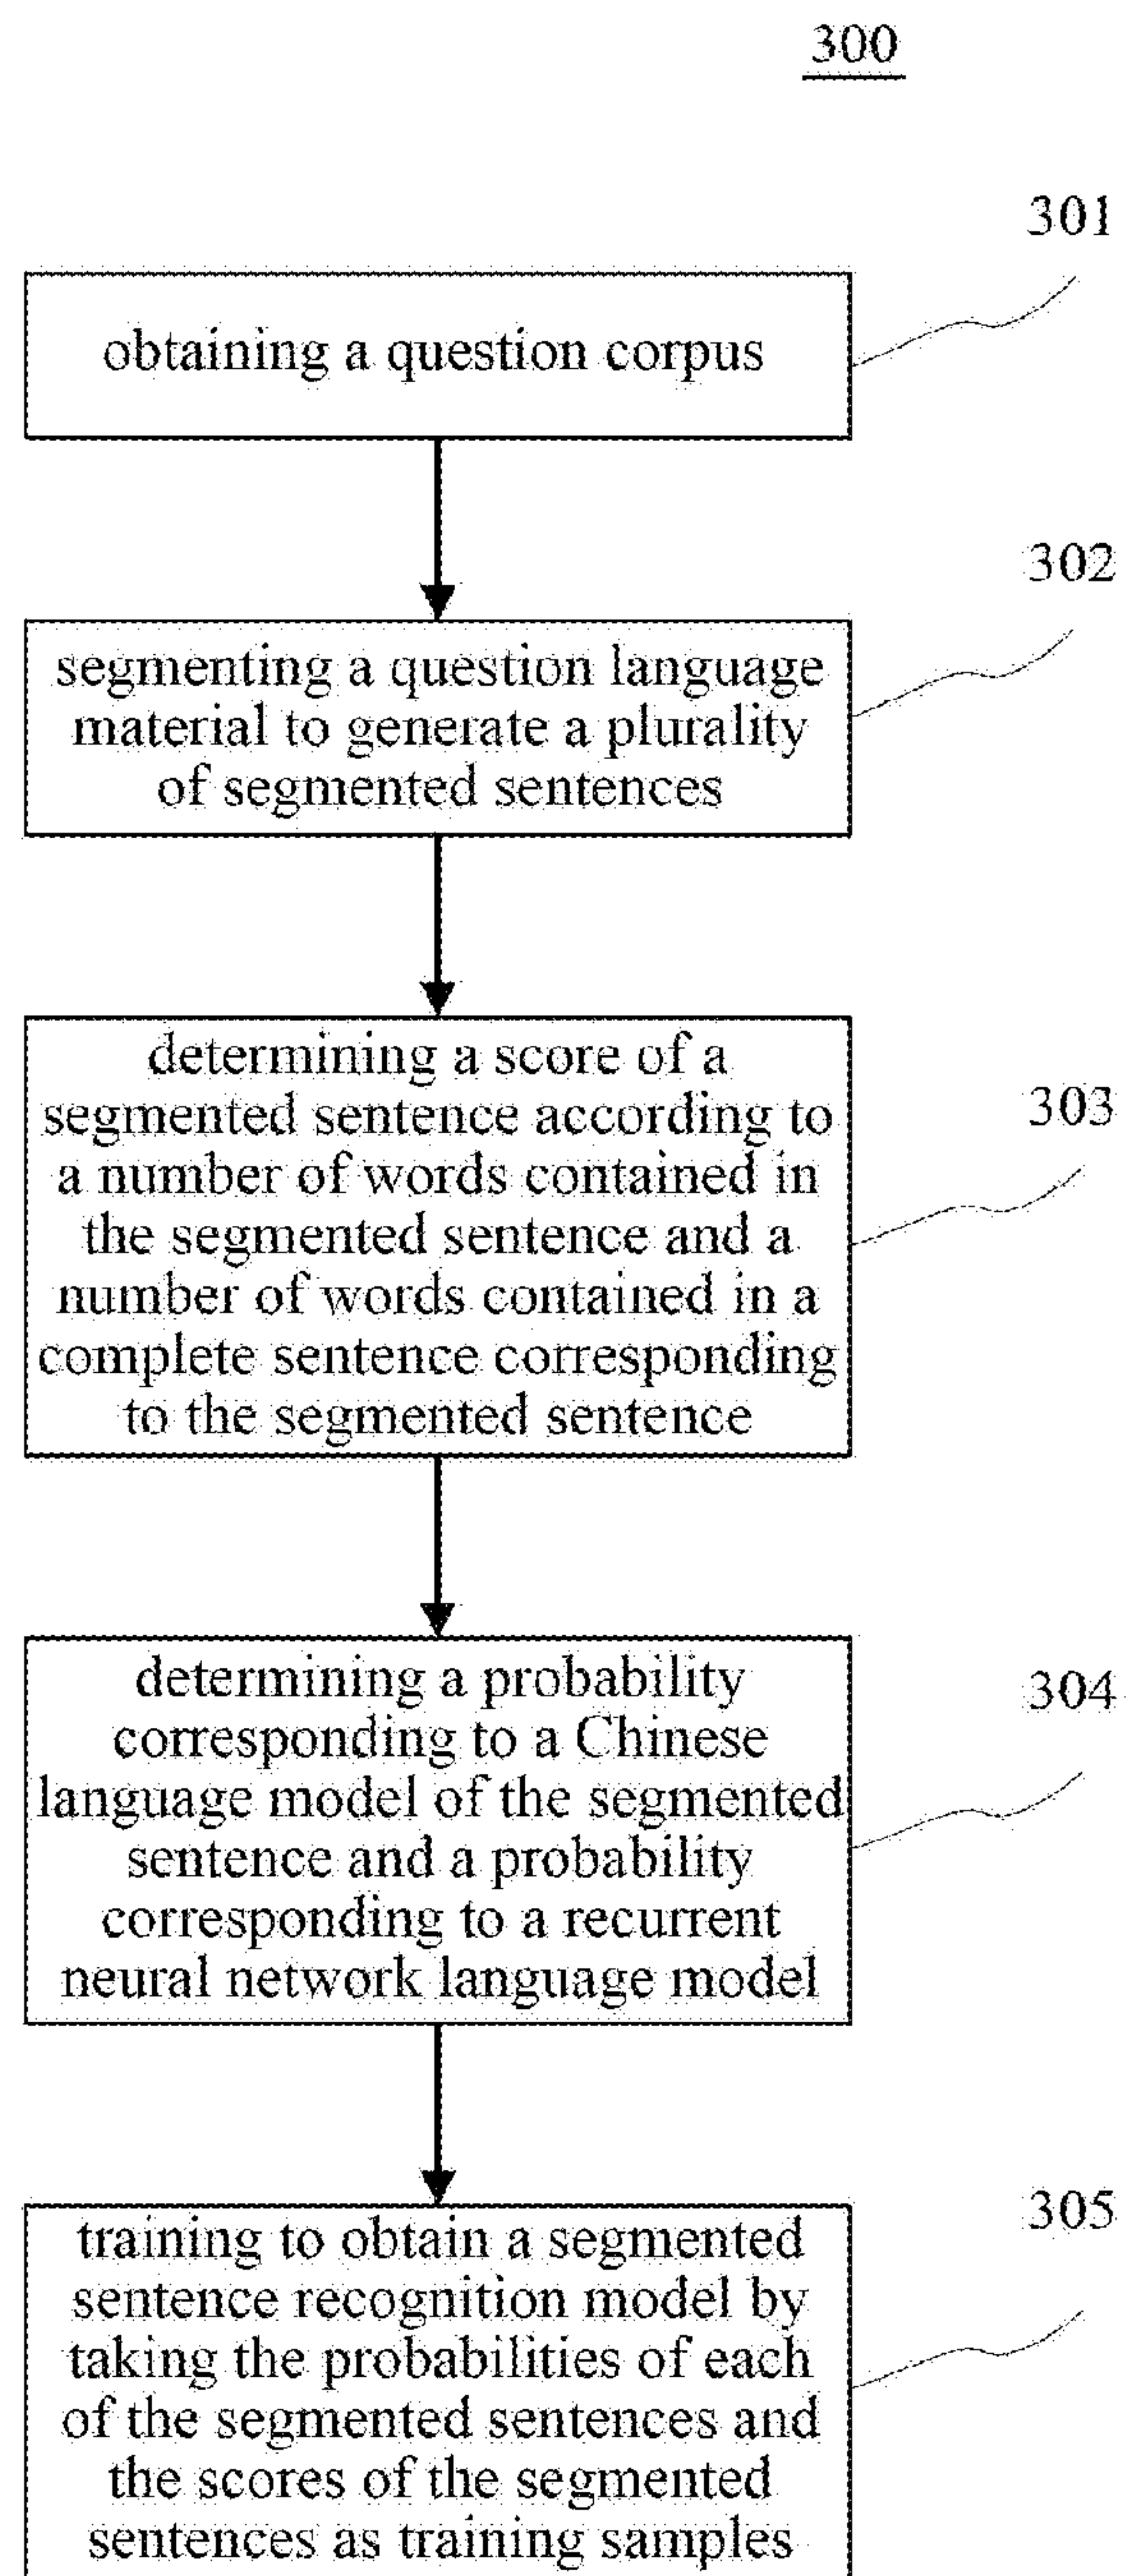 300
301
obtaining a question corpus
302
segmenting a question language
material to generate a plurality
of segmented sentences
determining a score of a
segmented sentence according to
303
a number of words contained in
the segmented sentence and a
number of words contained in a
complete sentence corresponding
to the segmented sentence
determining a probability
304
corresponding to a Chinese
language model of the segmented
sentence and a probability
corresponding to a recurrent
neural network language model
305
training to obtain a segmented
sentence recognition model by
taking the probabilities of each
of the segmented sentences and
the scores of the segmented
sentences as training samples